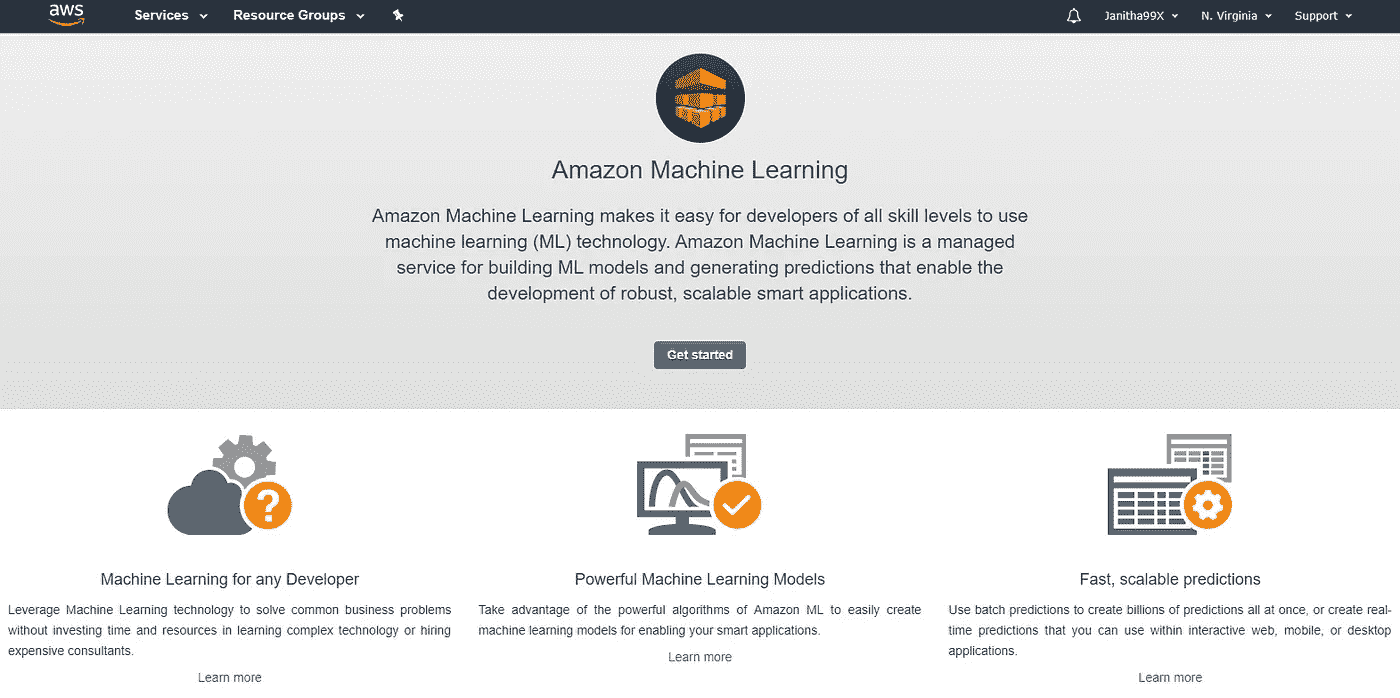 aws Services Resource Groups Janitha99X N. Virginia Support
Amazon Machine Learning
Amazon Machine Learning makes it easy for developers of all skill levels to use
machine learning (ML) technology. Amazon Machine Learning is a managed
service for building ML models and generating predictions that enable the
development of robust, scalable smart applications.
Get started
?
Machine Learning for any Developer
Leverage Machine Learning technology to solve common business problems
without investing time and resources in learning complex technology or hiring
expensive consultants.
Learn more
Powerful Machine Learning Models
Take advantage of the powerful algorithms of Amazon ML to easily create
machine learning models for enabling your smart applications.
Learn more
Fast, scalable predictions
Use batch predictions to create billions of predictions all at once, or create real-
time predictions that you can use within interactive web, mobile, or desktop
applications.
Learn more